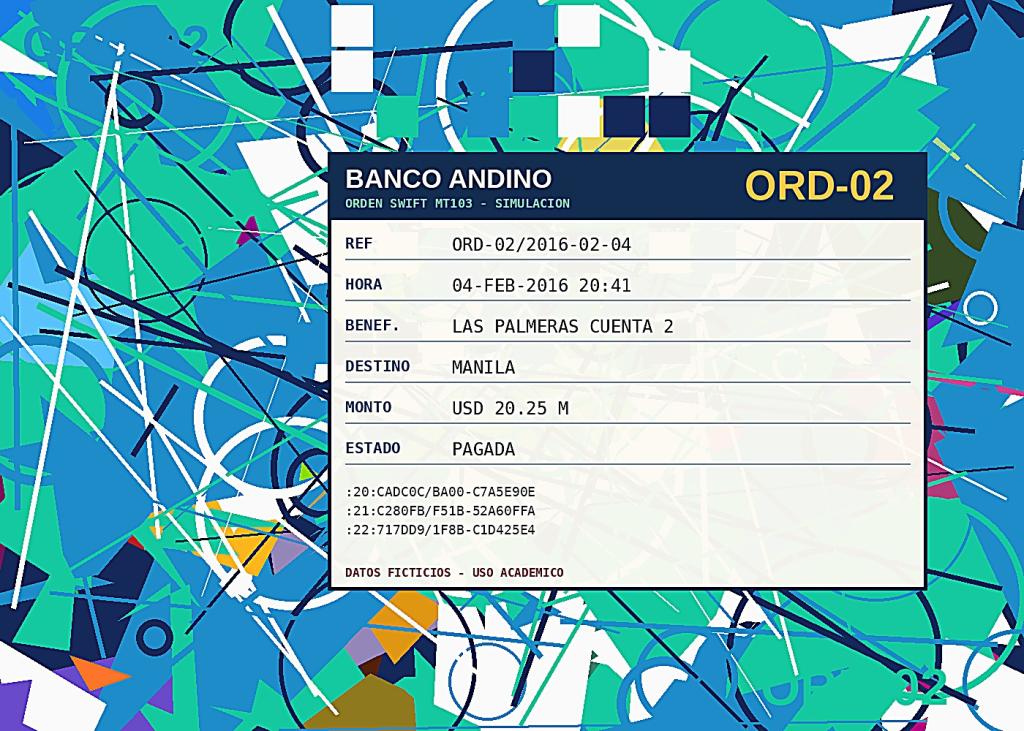 BANCO ANDINO
ORDEN SWIFT MT103 - SIMULACION
ORD-02
REF ORD-02/2016-02-04
HORA 04-FEB-2016 20:41
BENEF. LAS PALMERAS CUENTA 2
DESTINO MANILA
MONTO USD 20.25 M
ESTADO PAGADA
:20:CADC0C/BA00-C7A5E90E
:21:C280FB/F51B-52A60FFA
:22:717DD9/1F8B-C1D425E4
DATOS FICTICIOS - USO ACADEMICO